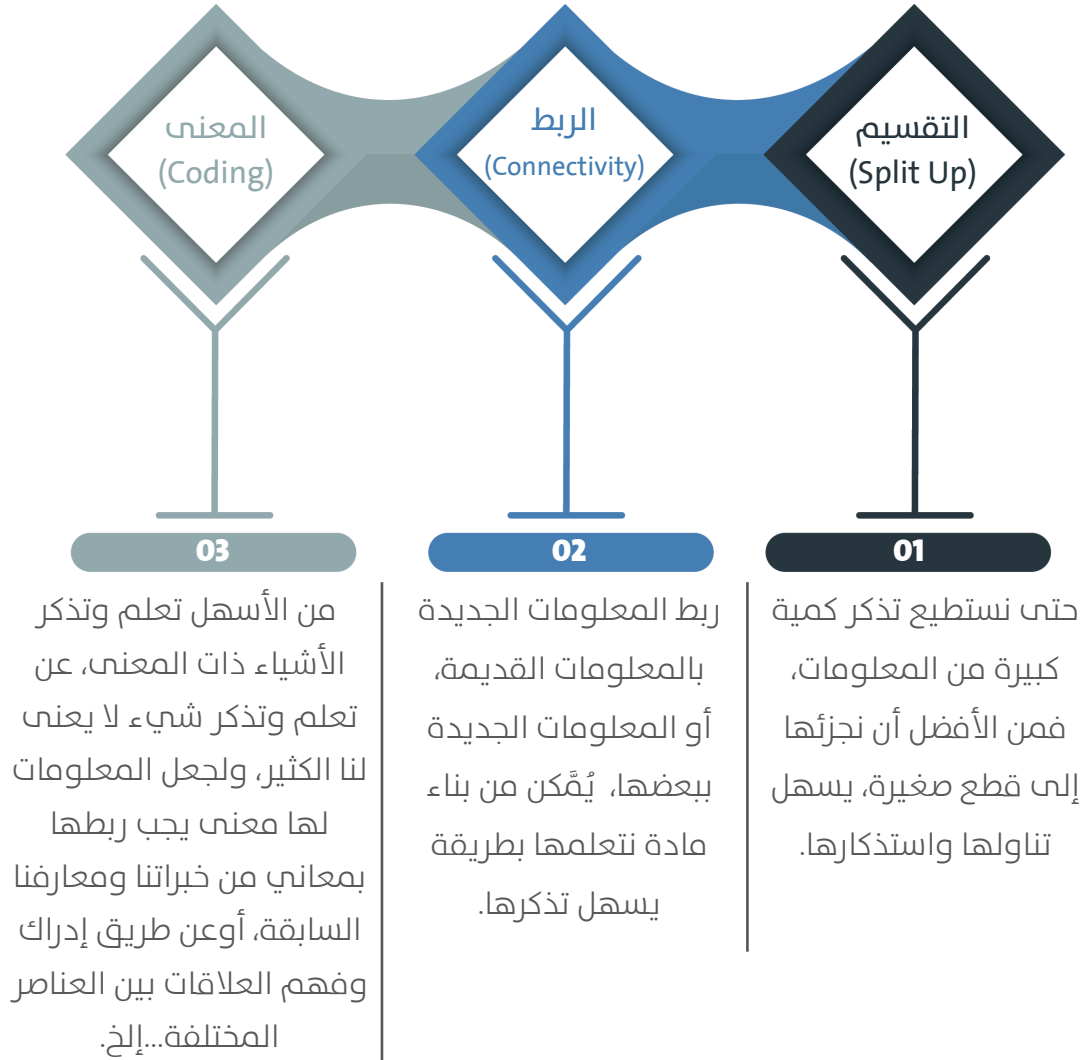 التقسيم
(Split Up)
الربط
(Connectivity)
المعنى
(Coding)
01
حتى نستطيع تذكر كمية
كبيرة من المعلومات،
فمن الأفضل أن نجزئها
إلى قطع صغيرة، يسهل
تناولها واستذكارها.
02
ربط المعلومات الجديدة
بالمعلومات القديمة،
أو المعلومات الجديدة
ببعضها، يُمَّكن من بناء
مادة نتعلمها بطريقة
يسهل تذكرها.
03
من الأسهل تعلم وتذكر
الأشياء ذات المعنى، عن
تعلم وتذكر شيء لا يعنى
لنا الكثير، ولجعل المعلومات
لها معنى يجب ربطها
بمعاني من خبراتنا ومعارفنا
السابقة، أوعن طريق إدراك
وفهم العلاقات بين العناصر
المختلفة...إلخ.